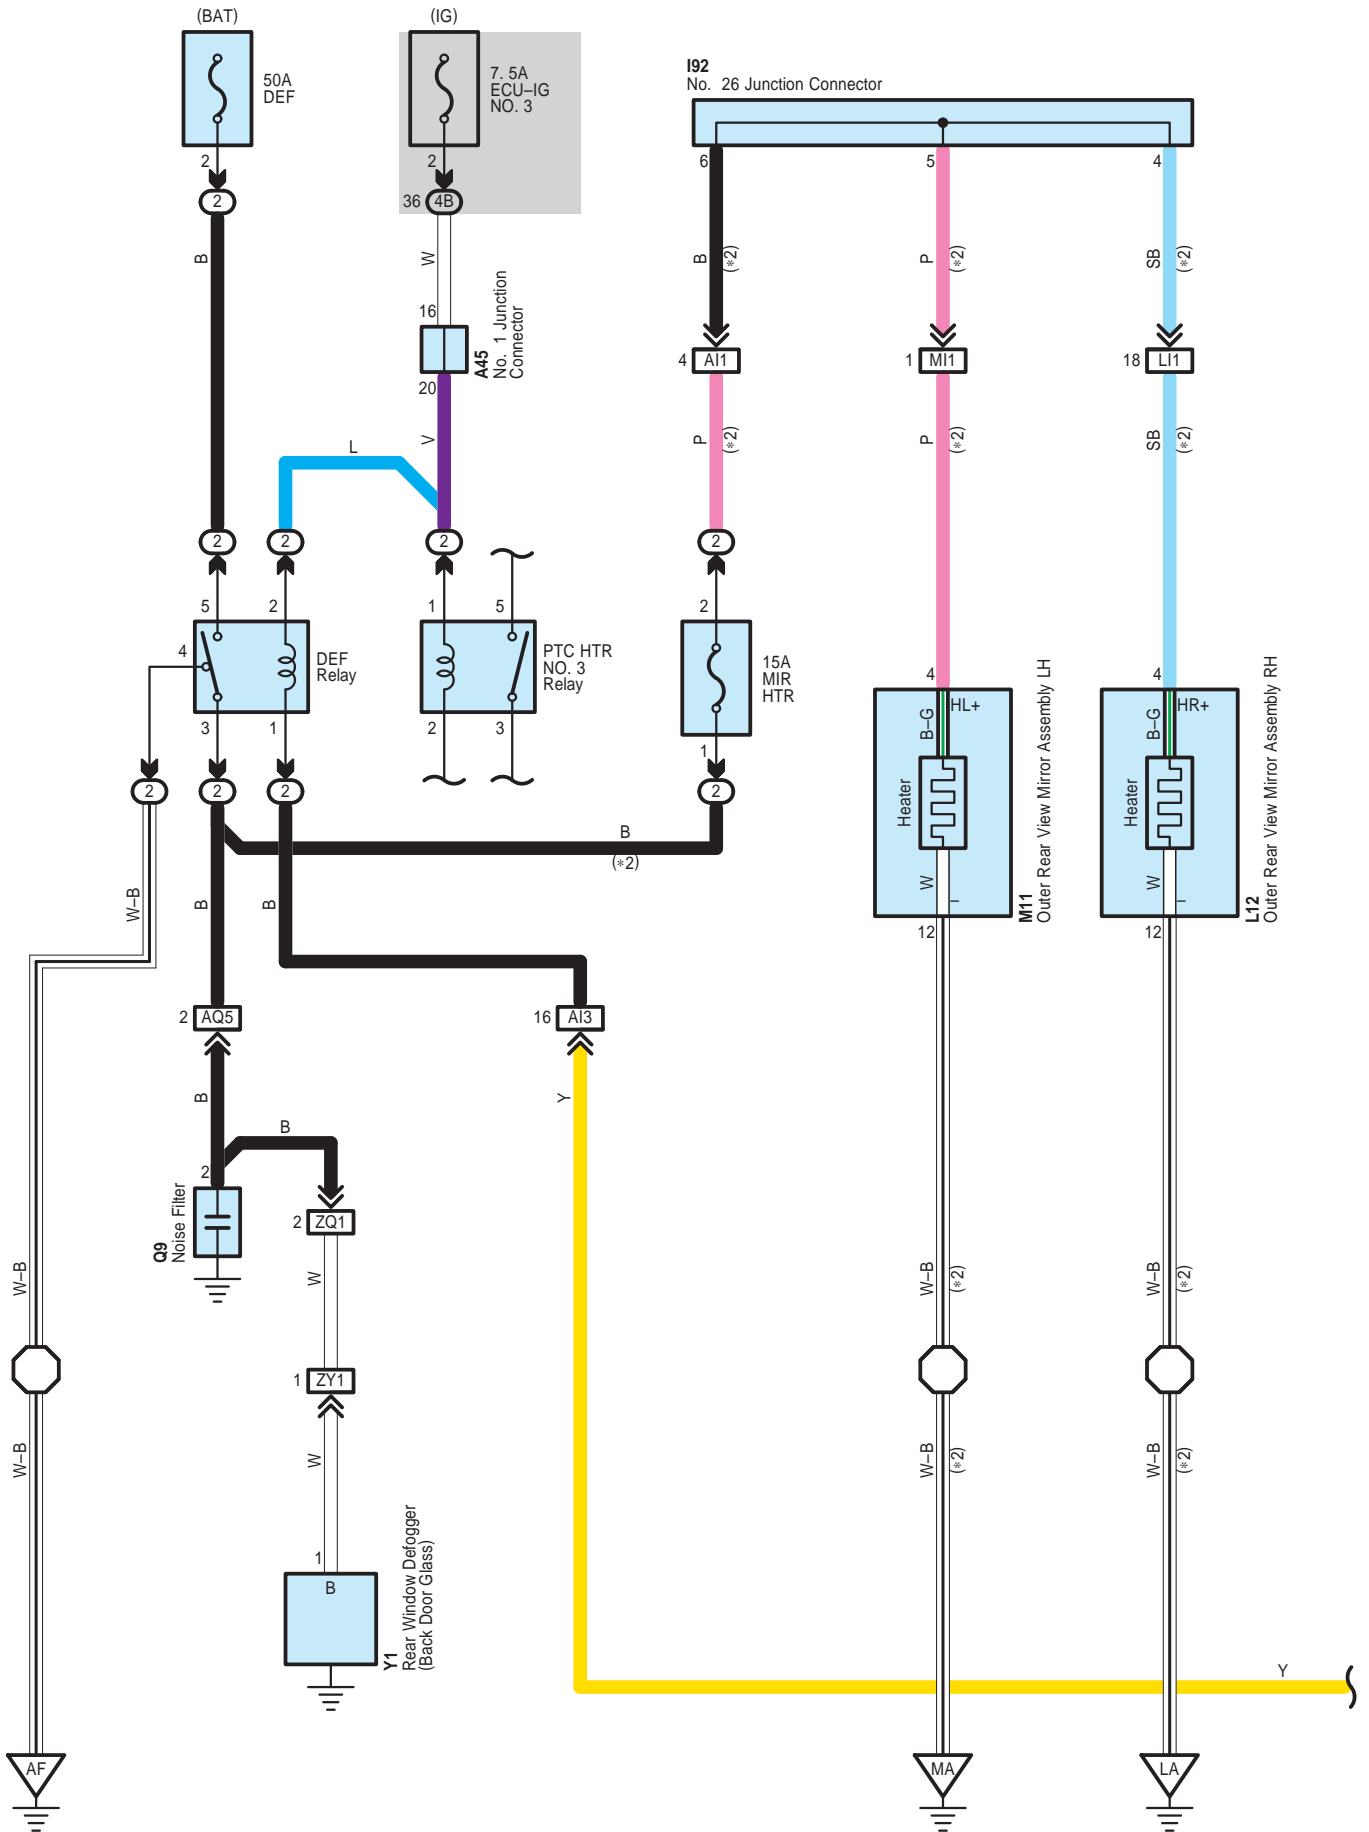 (BAT)
(IG)
50A
DEF
7. 5A
ECU–IG
NO. 3
I92
No. 26 Junction Connector
2
2
6
5
4
2
36
4B
B
W
B
(*2)
P
(*2)
SB
(*2)
16
A45
No. 1 Junction
Connector
20
4
AI1
1
MI1
18
LI1
L
V
P
(*2)
P
(*2)
SB
(*2)
2
2
2
2
5
2
1
5
2
4
DEF
Relay
PTC HTR
NO. 3
Relay
15A
MIR
HTR
4
4
3
1
2
3
1
HL+
B–G
HR+
B–G
Heater
Heater
2
2
2
2
B
(*2)
W–B
B
B
W
–
W
–
M11
Outer Rear View Mirror Assembly LH
L12
Outer Rear View Mirror Assembly RH
12
12
2
AQ5
16
AI3
B
Y
B
2
Q9
Noise Filter
2
ZQ1
W–B
W
W–B
(*2)
W–B
(*2)
1
ZY1
W–B
W
W–B
(*2)
W–B
(*2)
1
B
Y1
Rear Window Defogger
(Back Door Glass)
Y
AF
MA
LA